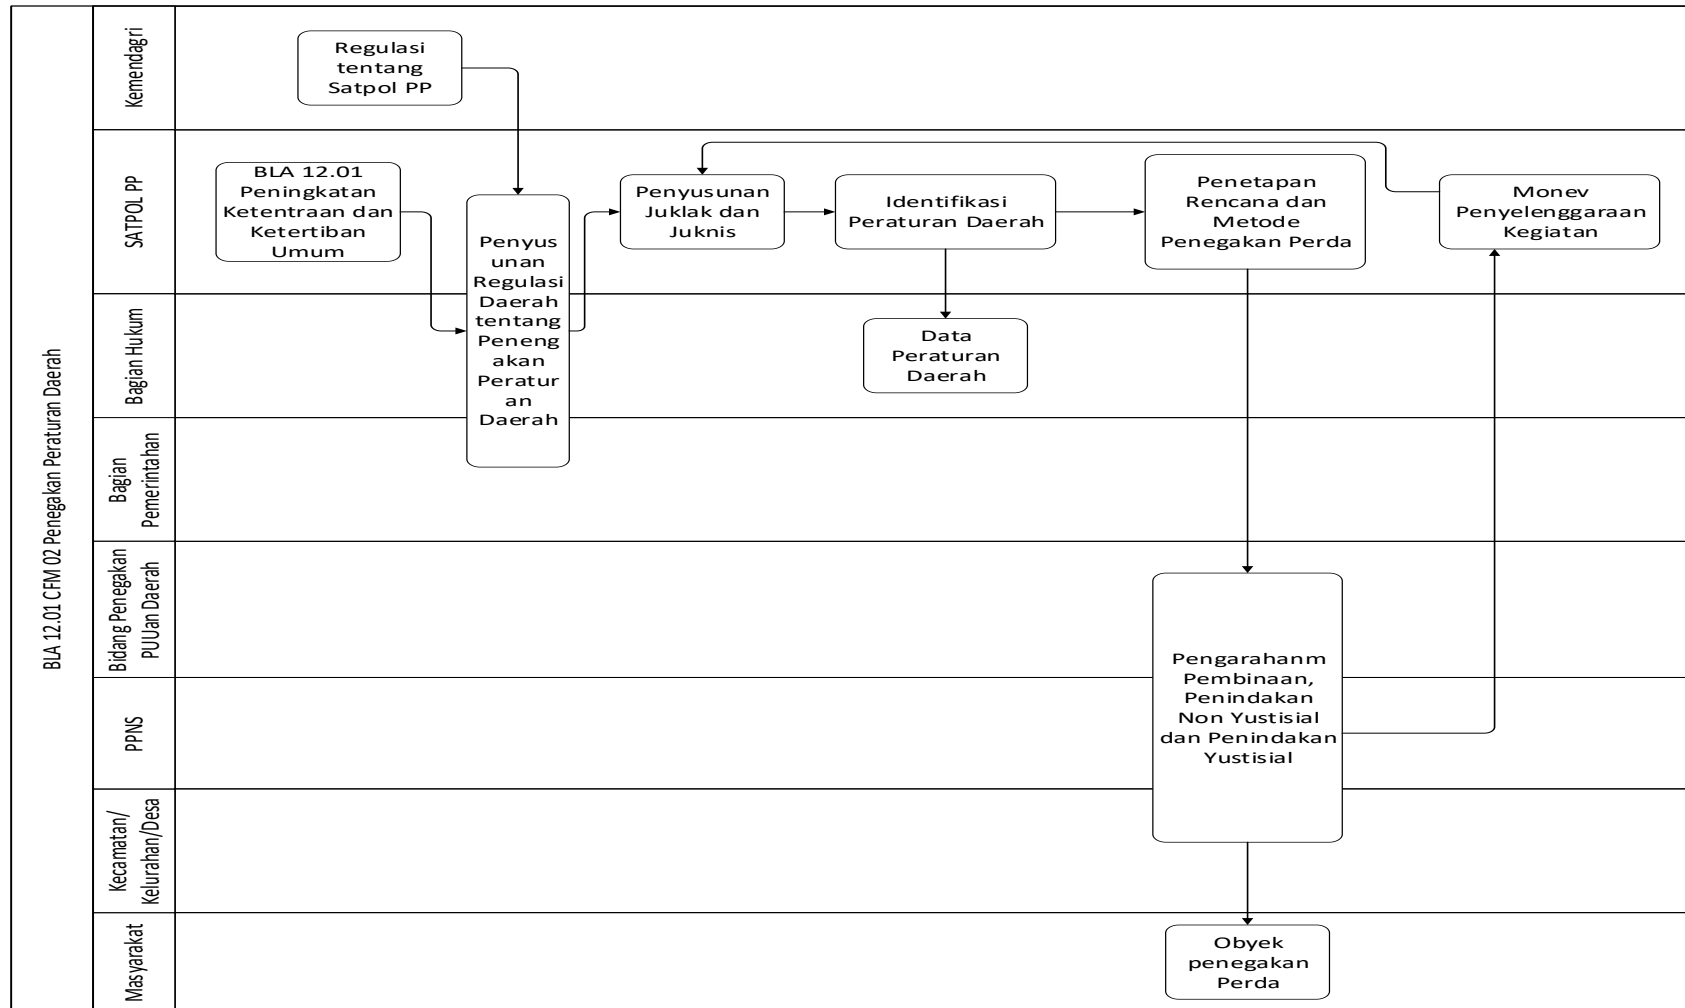 BLA 12.01 CFM 02 Penegakan Peraturan Daerah
Kemendagri
Regulasi
tentang
Satpol PP
SATPOL PP
BLA 12.01
Peningkatan
Ketentraan dan
Ketertiban
Umum
Penyus
unan
Regulasi
Daerah
tentang
Peneng
akan
Peratur
an
Daerah
Penyusunan
Juklak dan
Juknis
Identifikasi
Peraturan Daerah
Penetapan
Rencana dan
Metode
Penegakan Perda
Monev
Penyelenggaraan
Kegiatan
Bagian Hukum
Data
Peraturan
Daerah
Bagian
Pemerintahan
Bidang Penegakan
PUUan Daerah
Pengarahanm
Pembinaan,
Penindakan
Non Yustisial
dan Penindakan
Yustisial
PPNS
Kecamatan/
Kelurahan/Desa
Masyarakat
Obyek
penegakan
Perda